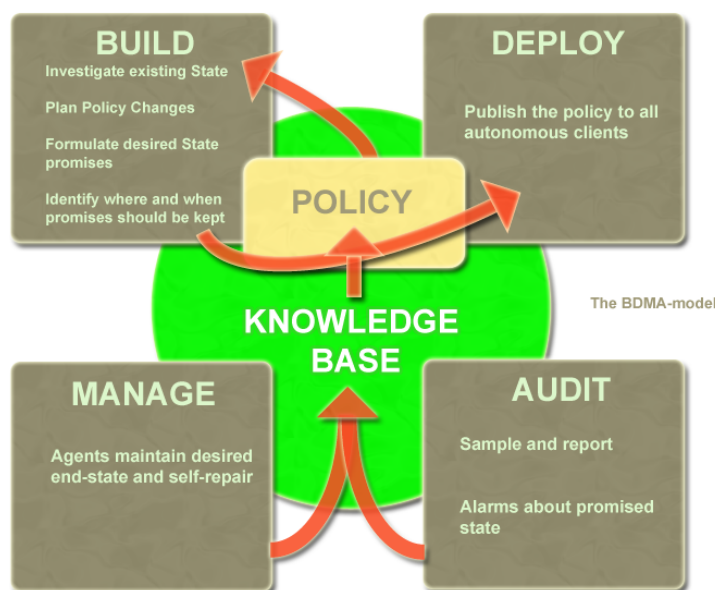 BUILD
Investigate existing State
Plan Policy Changes
Formulate desired State
promises
Identify where and when
promises should be kept
DEPLOY
Publish the policy to all
autonomous clients
POLICY
The BDMA-model
KNOWLEDGE
BASE
MANAGE
Agents maintain desired
end-state and self-repair
AUDIT
Sample and report
Alarms about promised
state